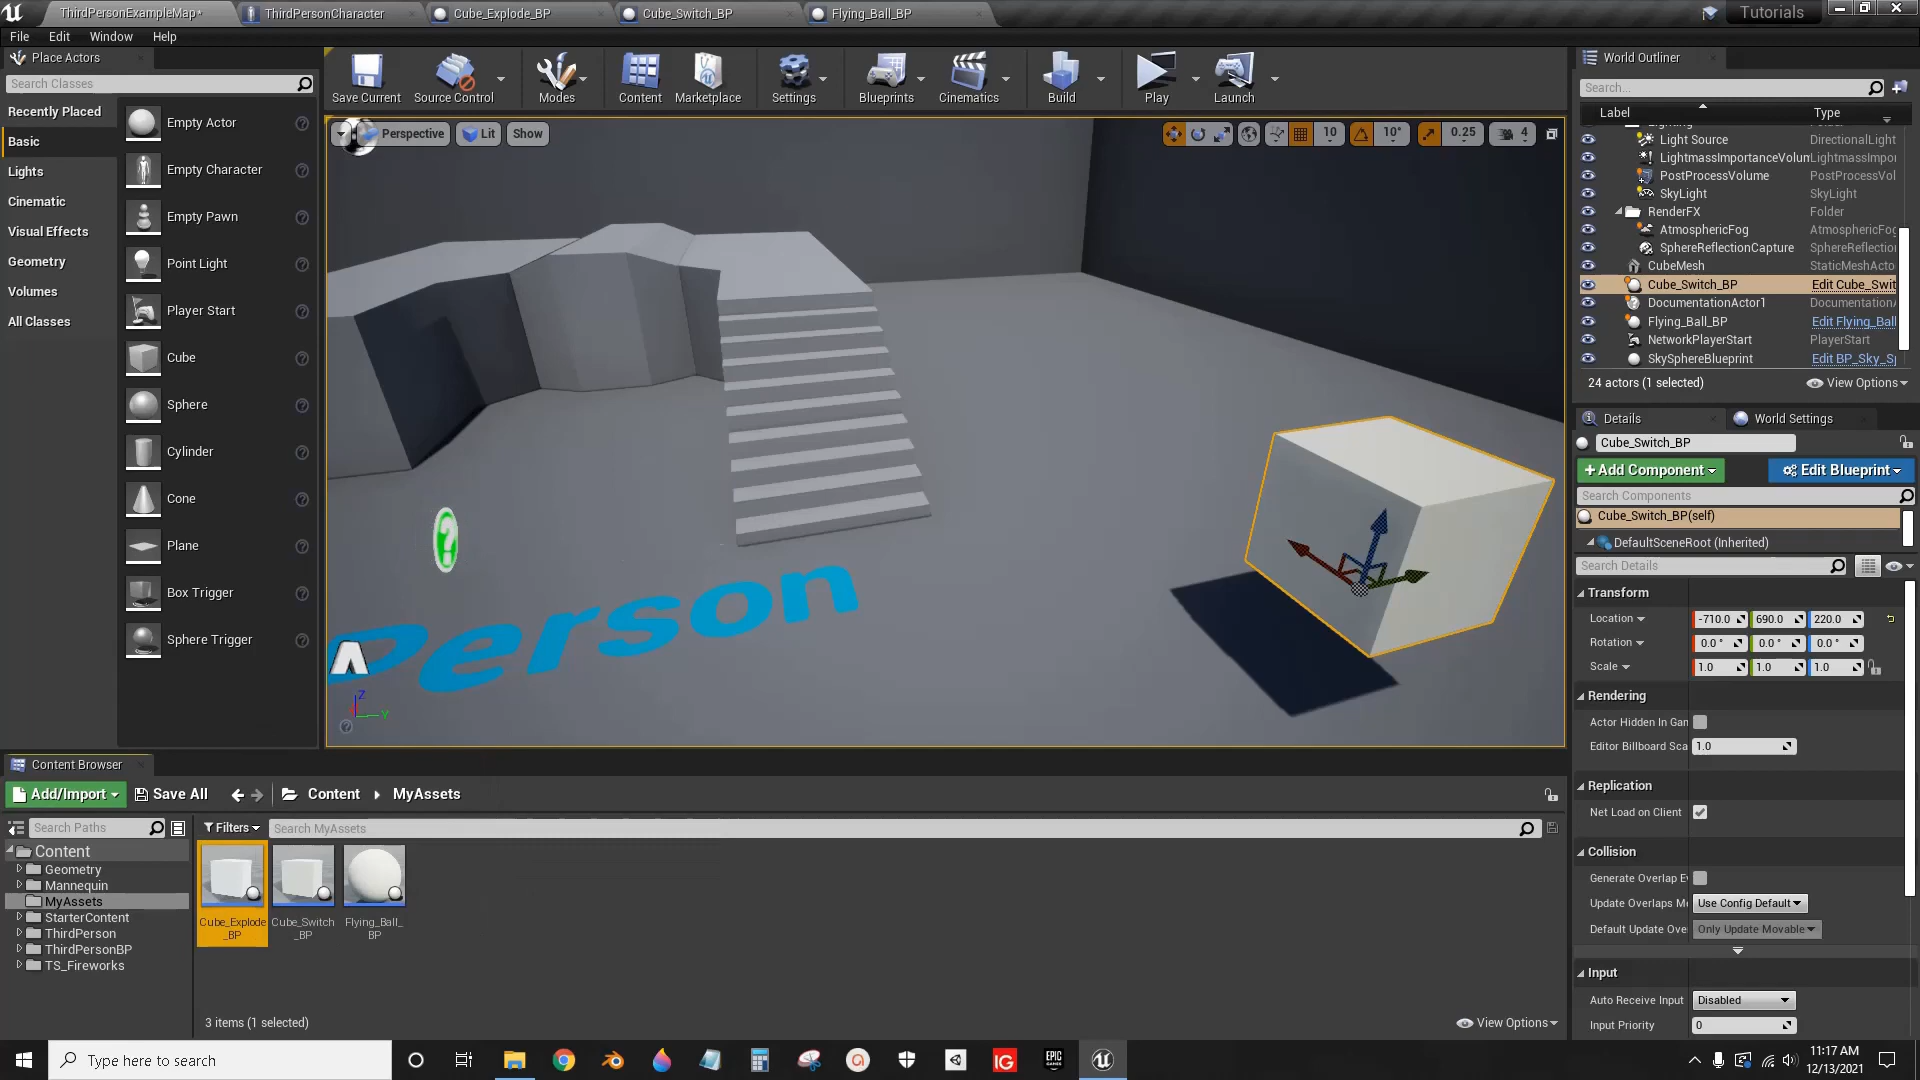 ThirdPersonExampleMap*
ThirdPersonCharacter
Cube_Explode_BP
Cube_Switch_BP
Flying_Ball_BP
Tutorials
File
Edit
Window
Help
Place Actors
Search Classes
Recently Placed
Basic
Lights
Cinematic
Visual Effects
Geometry
Volumes
All Classes
Empty Actor
Empty Character
Empty Pawn
Point Light
Player Start
Cube
Sphere
Cylinder
Cone
Plane
Box Trigger
Sphere Trigger
Save Current
Source Control
Modes
Content
Marketplace
Settings
Blueprints
Cinematics
Build
Play
Launch
Perspective
Lit
Show
10
10°
0.25
4
Person
?
Z
Y
World Outliner
Search...
Label
Type
Light Source
DirectionalLight
LightmassImportanceVolum
LightmassImpor
PostProcessVolume
PostProcessVol
SkyLight
SkyLight
RenderFX
Folder
AtmosphericFog
AtmosphericFog
SphereReflectionCapture
SphereReflection
CubeMesh
StaticMeshActo
Cube_Switch_BP
Edit Cube_Swit
DocumentationActor1
Documentation
Flying_Ball_BP
Edit Flying_Ball
NetworkPlayerStart
PlayerStart
SkySphereBlueprint
Edit BP_Sky_Sp
24 actors (1 selected)
View Options
Details
World Settings
Cube_Switch_BP
+Add Component
Edit Blueprint
Search Components
Cube_Switch_BP(self)
DefaultSceneRoot (Inherited)
Search Details
Transform
Location
-710.0
690.0
220.0
Rotation
0.0 °
0.0 °
0.0 °
Scale
1.0
1.0
1.0
Rendering
Actor Hidden In Gam
Editor Billboard Sca
1.0
Replication
Net Load on Client
Collision
Generate Overlap Ev
Update Overlaps Me
Use Config Default
Default Update Over
Only Update Movable
Input
Auto Receive Input
Disabled
Input Priority
0
Content Browser
Add/Import
Save All
Content
MyAssets
Search Paths
Filters
Search MyAssets
Content
Geometry
Mannequin
MyAssets
StarterContent
ThirdPerson
ThirdPersonBP
TS_Fireworks
Cube_Explode
_BP
Cube_Switch
_BP
Flying_Ball_
BP
3 items (1 selected)
View Options
Type here to search
IG
EPIC
GAMES
11:17 AM
12/13/2021